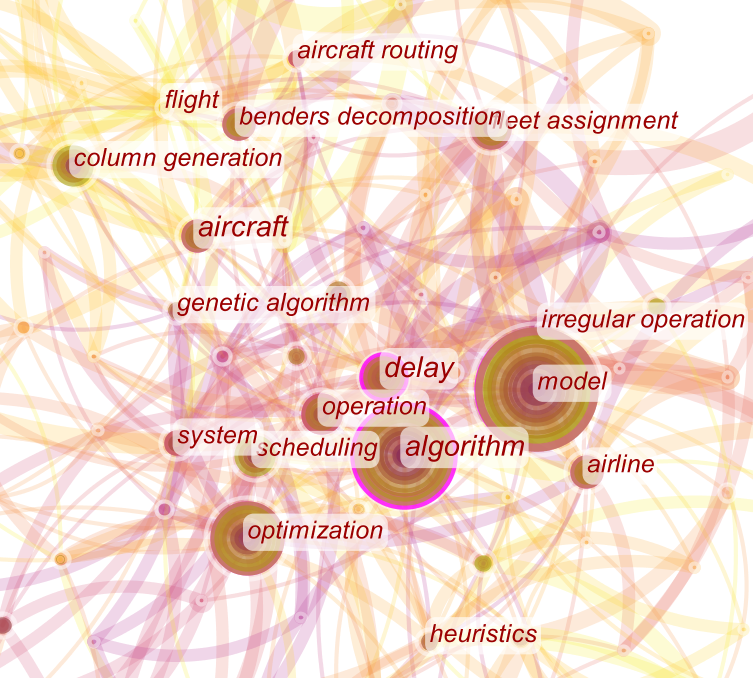 aircraft routing
flight
benders decomposition
fleet assignment
column generation
aircraft
genetic algorithm
irregular operation
delay
model
operation
system
scheduling
algorithm
airline
optimization
heuristics